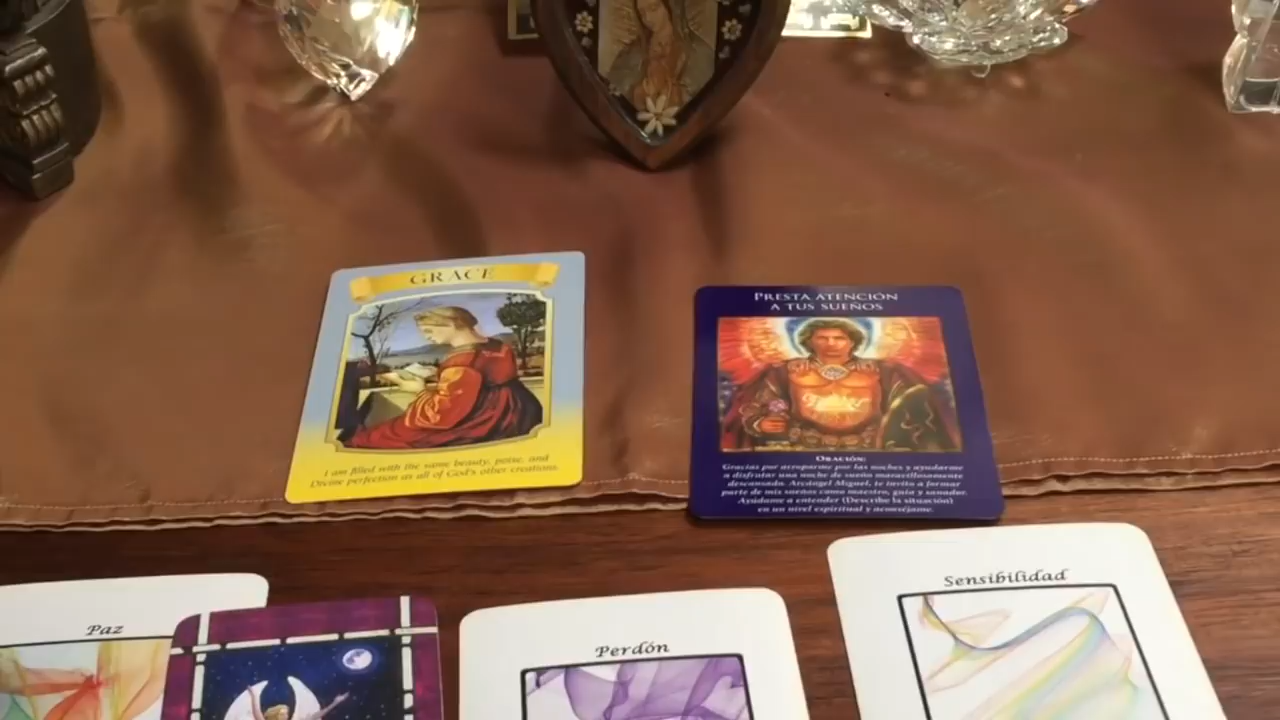 GRACE
I am filled with the same beauty, poise, and
Divine perfection as all of God's other creations.
PRESTA ATENCIÓN
A TUS SUEÑOS
ORACIÓN:
Gracias por arroparme por las noches y ayudarme
a disfrutar una noche de sueño maravillosamente
descansado. Arcángel Miguel, te invito a formar
parte de mis sueños como maestro, guía y sanador.
Ayúdame a entender (Describe la situación)
en un nivel espiritual y aconséjame.
Paz
Perdón
Sensibilidad